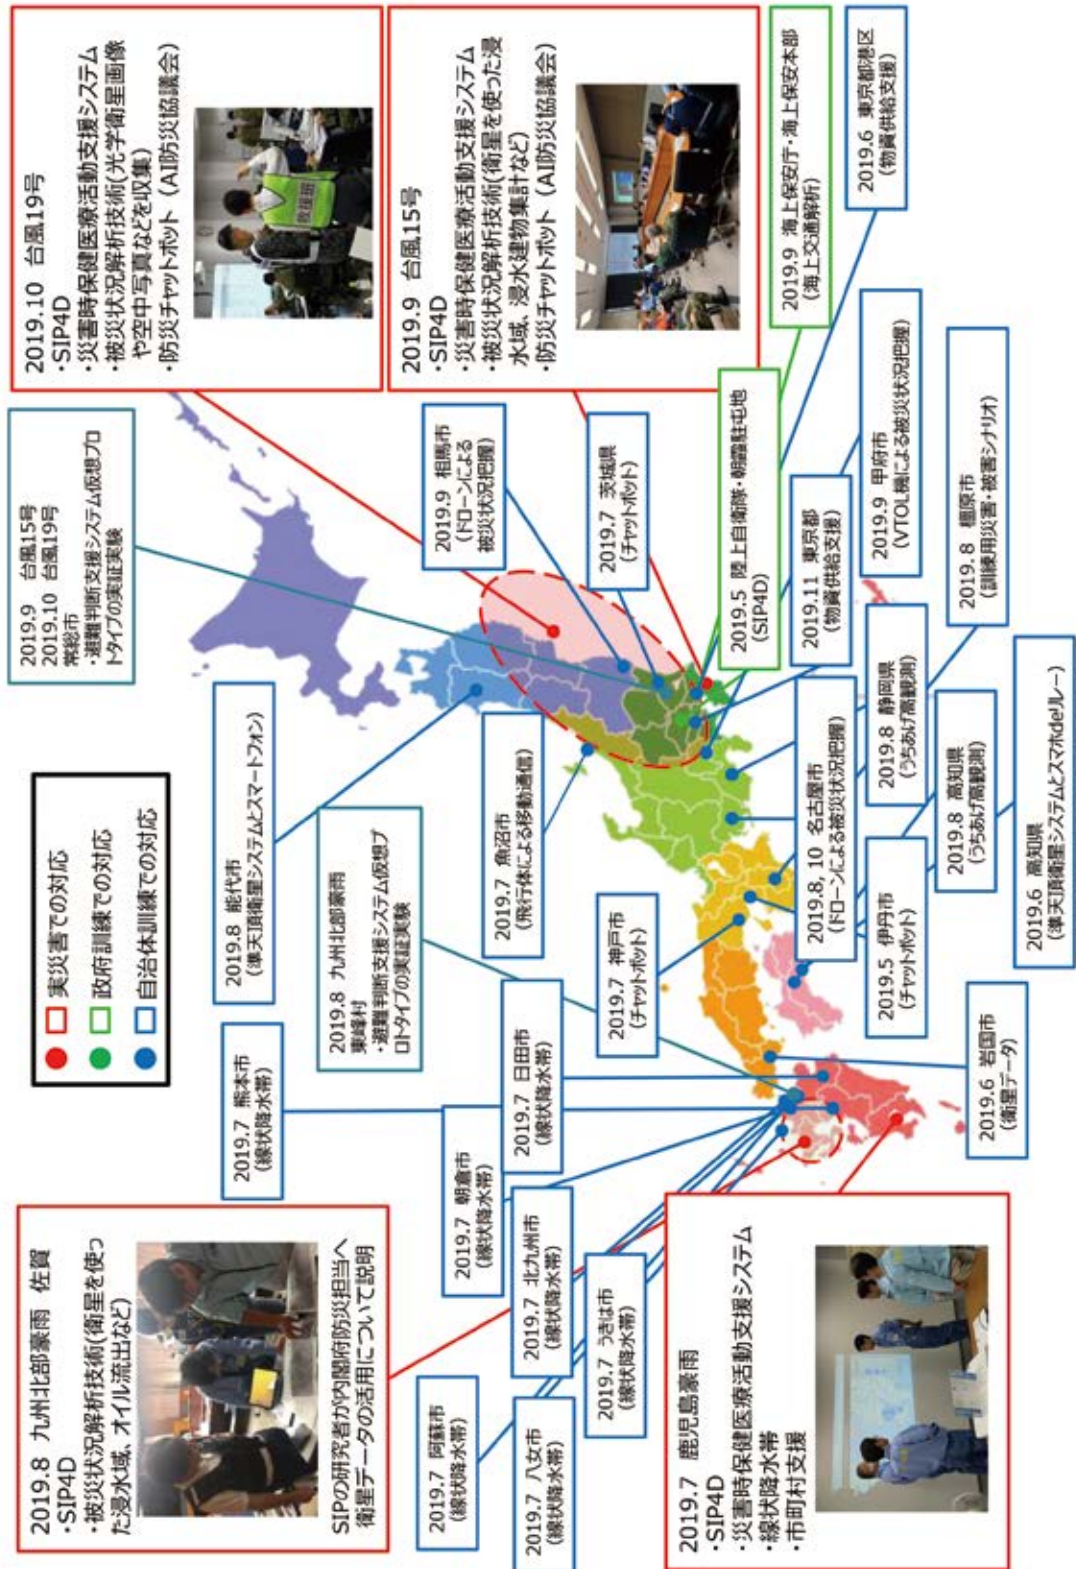 2019.8 九州北部豪雨 佐賀
・SIP4D
・被災状況解析技術(衛星を使っ
た浸水域、オイル流出など)
SIPの研究者が内閣府防災担当へ
衛星データの活用について説明
実災害での対応
政府訓練での対応
自治体訓練での対応
2019.9 台風15号
2019.10 台風19号
常総市
・避難判断支援システム仮想プロ
トタイプの実証実験
2019.10 台風19号
・SIP4D
・災害時保健医療活動支援システム
・被災状況解析技術(光学衛星画像
や空中写真などを収集)
・防災チャットボット（AI防災協議会）
救援班
2019.7 熊本市
(線状降水帯)
2019.8 能代市
(準天頂衛星システムとスマートフォン)
2019.8 九州北部豪雨
東峰村
・避難判断支援システム仮想プ
ロトタイプの実証実験
2019.9 台風15号
・SIP4D
・災害時保健医療活動支援システム
・被災状況解析技術(衛星を使った浸
水域、浸水建物集計など)
・防災チャットボット（AI防災協議会）
2019.7 阿蘇市
(線状降水帯)
2019.7 朝倉市
(線状降水帯)
2019.7 日田市
(線状降水帯)
2019.7 魚沼市
(飛行体による移動通信)
2019.9 相馬市
(ドローンによる
被災状況把握)
2019.7 八女市
(線状降水帯)
2019.7 北九州市
(線状降水帯)
2019.7 うきは市
(線状降水帯)
2019.7 神戸市
(チャットボット)
2019.7 茨城県
(チャットボット)
2019.5 陸上自衛隊・朝霞駐屯地
(SIP4D)
2019.9 海上保安庁・海上保安本部
(海上交通解析)
2019.7 鹿児島豪雨
・SIP4D
・災害時保健医療活動支援システム
・線状降水帯
・市町村支援
2019.8, 10 名古屋市
(ドローンによる被災状況把握)
2019.11 東京都
(物資供給支援)
2019.6 東京都港区
(物資供給支援)
2019.5 伊丹市
(チャットボット)
2019.8 静岡県
(うちあげ高観測)
2019.9 甲府市
(VTOL機による被災状況把握)
2019.6 岩国市
(衛星データ)
2019.8 高知県
(うちあげ高観測)
2019.8 橿原市
(訓練用災害・被害シナリオ)
2019.6 高知県
(準天頂衛星システムとスマホdeリレー)